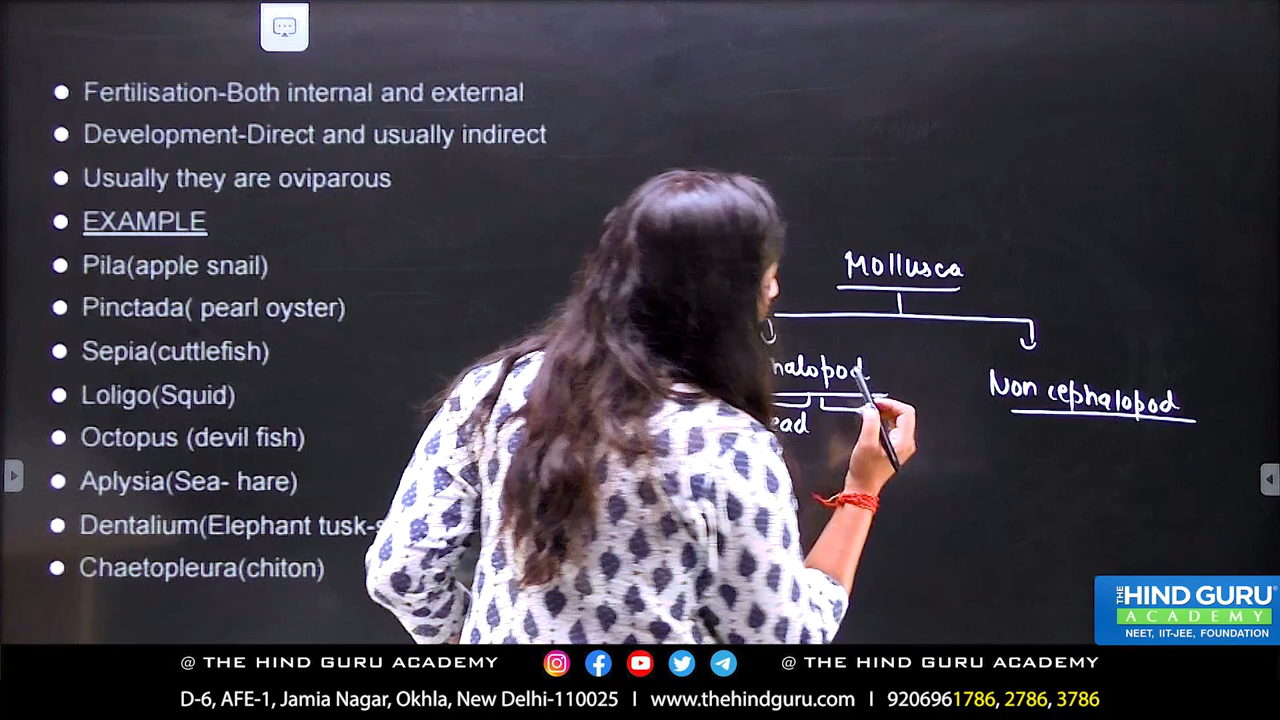 Fertilisation-Both internal and external
Development-Direct and usually indirect
Usually they are oviparous
EXAMPLE
Pila(apple snail)
Pinctada( pearl oyster)
Sepia(cuttlefish)
Loligo(Squid)
Octopus (devil fish)
Aplysia(Sea- hare)
Dentalium(Elephant tusk-s
Chaetopleura(chiton)
Mollusca
halopod
ead
Non cephalopod
THE HIND GURU
ACADEMY
NEET, IIT-JEE, FOUNDATION
@ THE HIND GURU ACADEMY @ THE HIND GURU ACADEMY
D-6, AFE-1, Jamia Nagar, Okhla, New Delhi-110025 | www.thehindguru.com | 9206961786, 2786, 3786